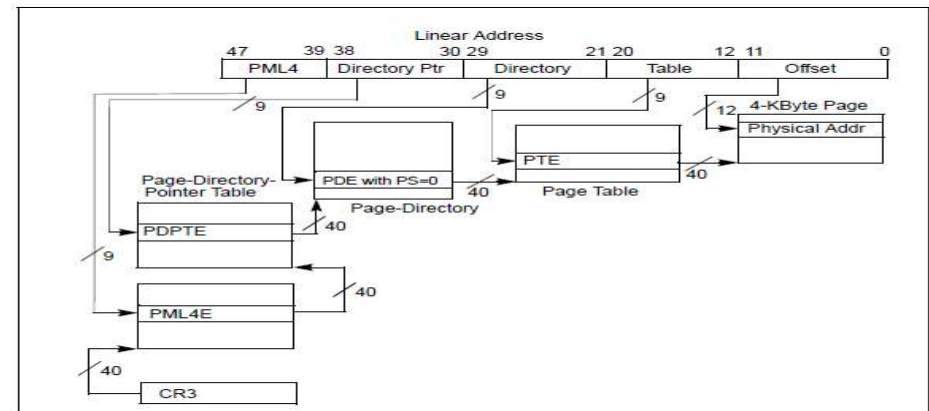 Linear Address
47 39 38 30 29 21 20 12 11 0
PML4 Directory Ptr Directory Table Offset
9 9 9 12 4-KByte Page
Physical Addr
PTE
PDE with PS=0 40 40
Page Table
Page-Directory-
Pointer Table
Page-Directory
PDPTE 40
9
40
PML4E
40
CR3